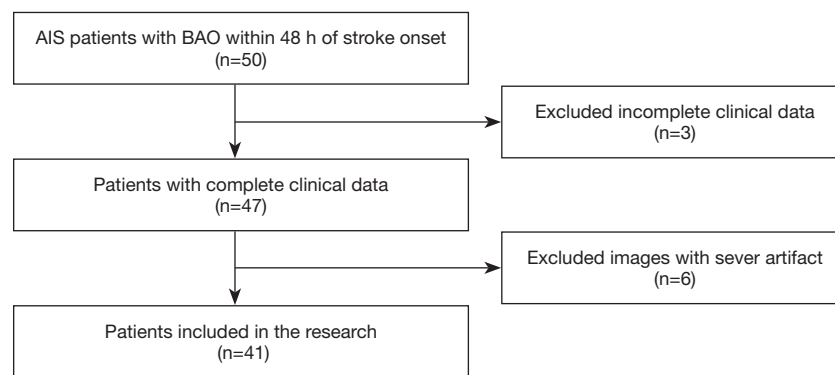 AIS patients with BAO within 48 h of stroke onset
(n=50)
Excluded incomplete clinical data
(n=3)
Patients with complete clinical data
(n=47)
Excluded images with sever artifact
(n=6)
Patients included in the research
(n=41)